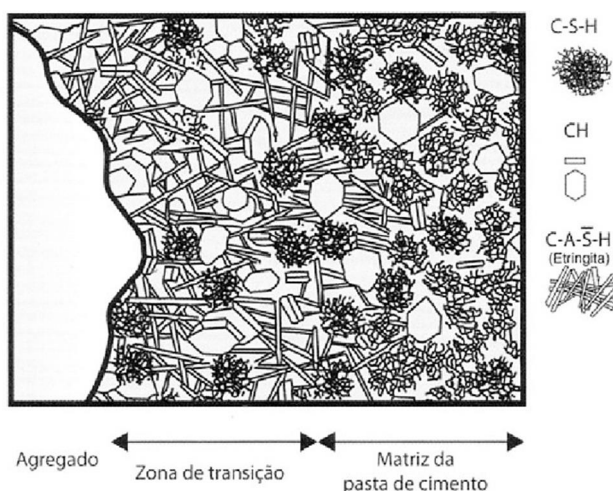 C-S-H
CH
C-A-S̅-H
(Etringita)
Agregado
Zona de transição
Matriz da
pasta de cimento